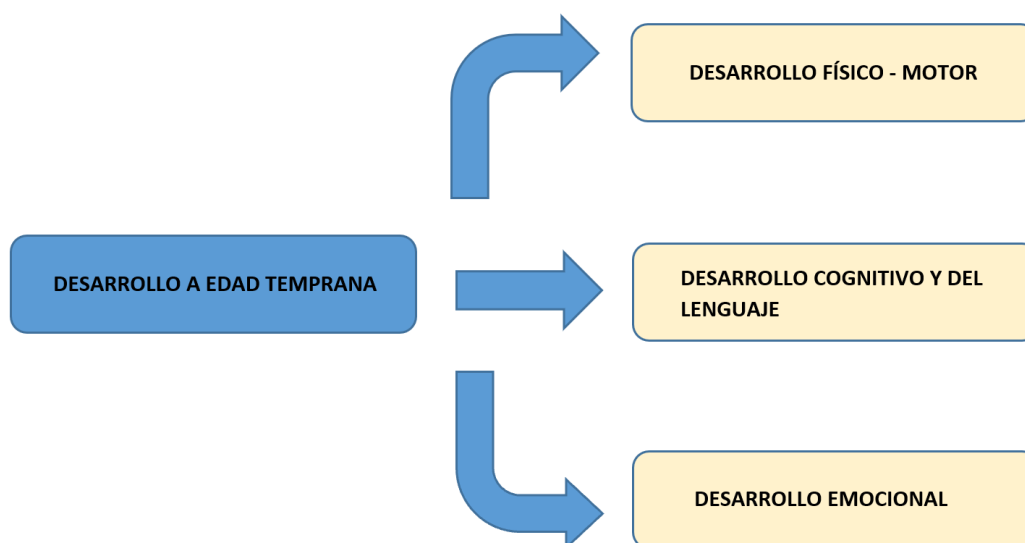 DESARROLLO FÍSICO - MOTOR
DESARROLLO A EDAD TEMPRANA
DESARROLLO COGNITIVO Y DEL
LENGUAJE
DESARROLLO EMOCIONAL